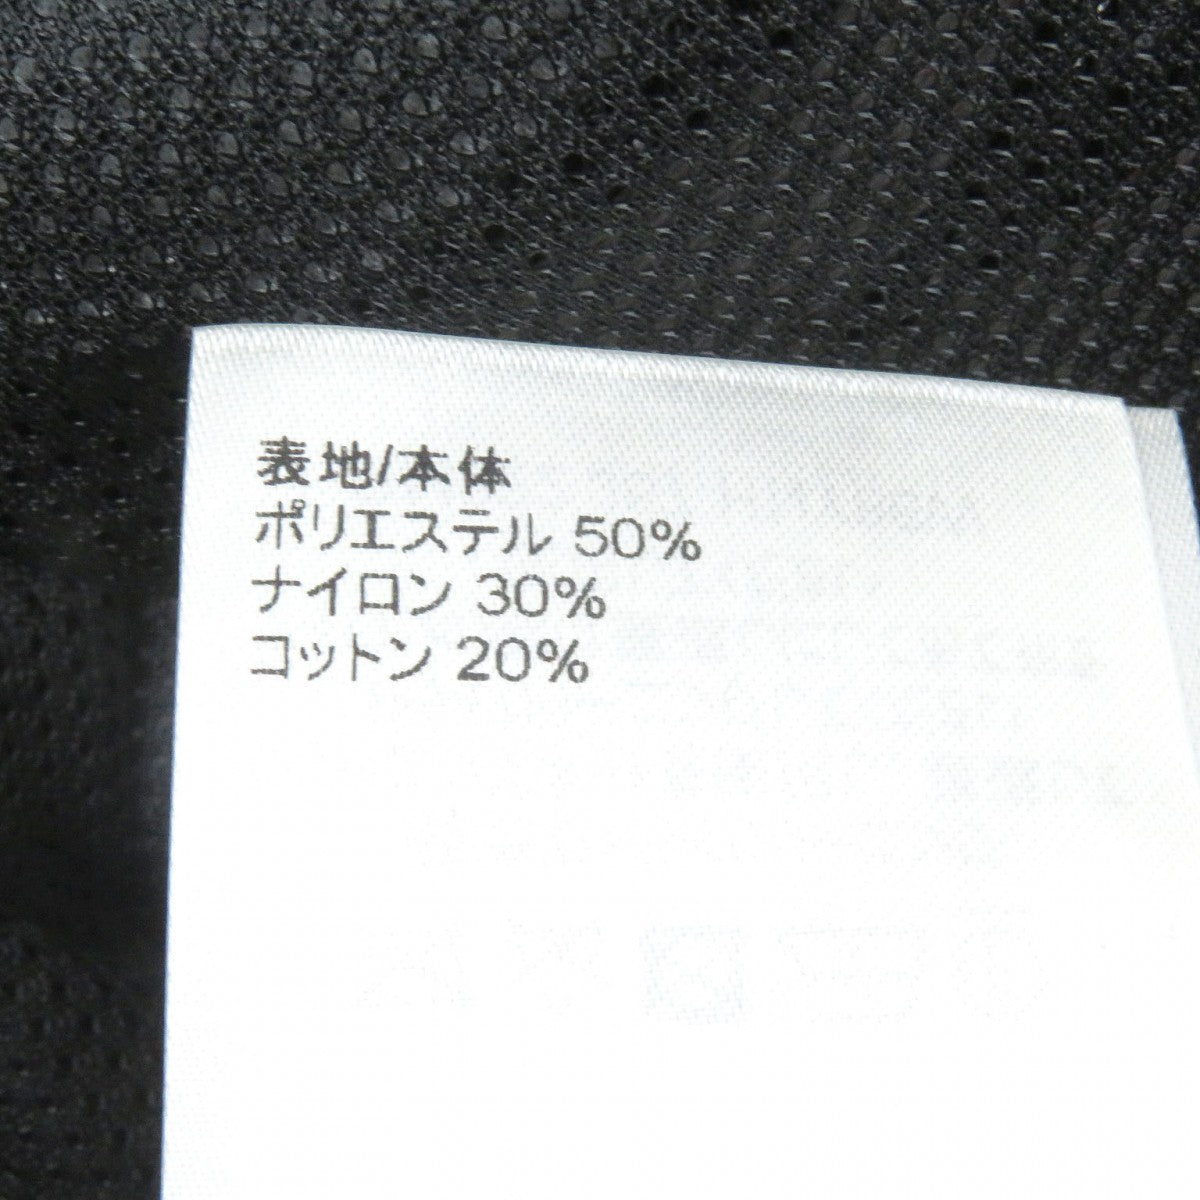 表地/本体
ポリエステル 50%
ナイロン 30%
コットン 20%